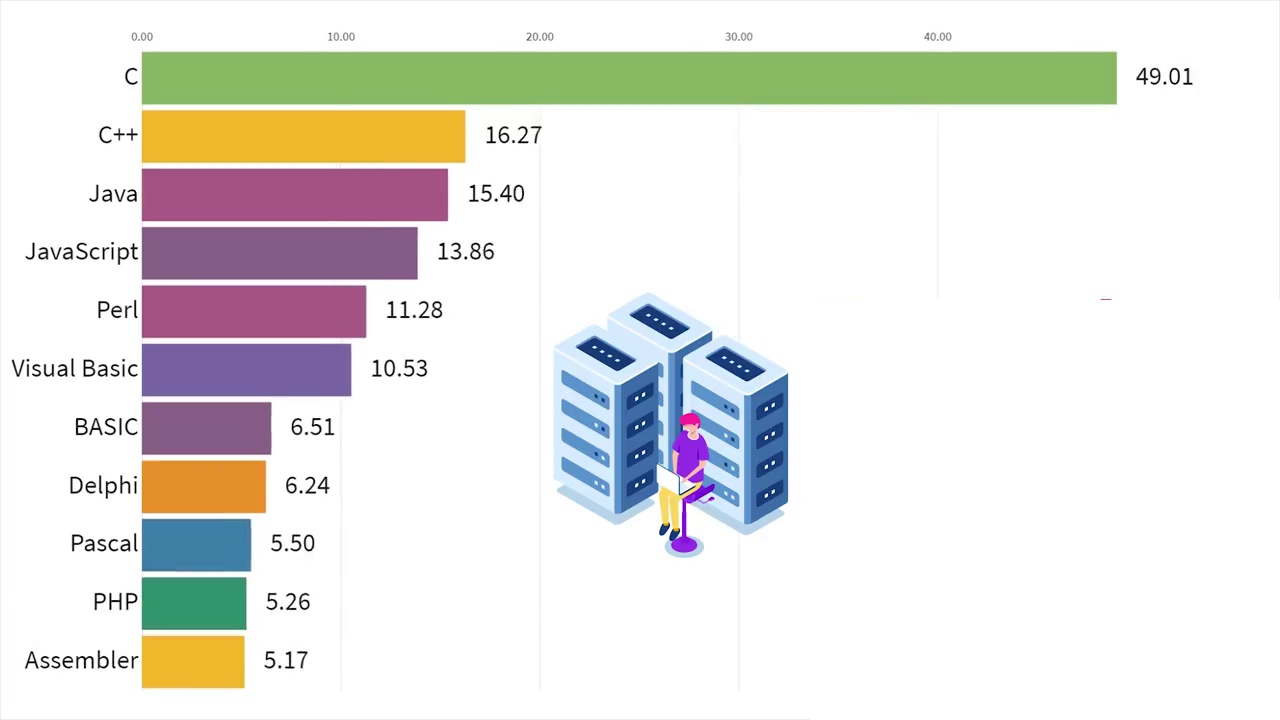 0.00 10.00 20.00 30.00 40.00
C 49.01
C++ 16.27
Java 15.40
JavaScript 13.86
Perl 11.28
Visual Basic 10.53
BASIC 6.51
Delphi 6.24
Pascal 5.50
PHP 5.26
Assembler 5.17